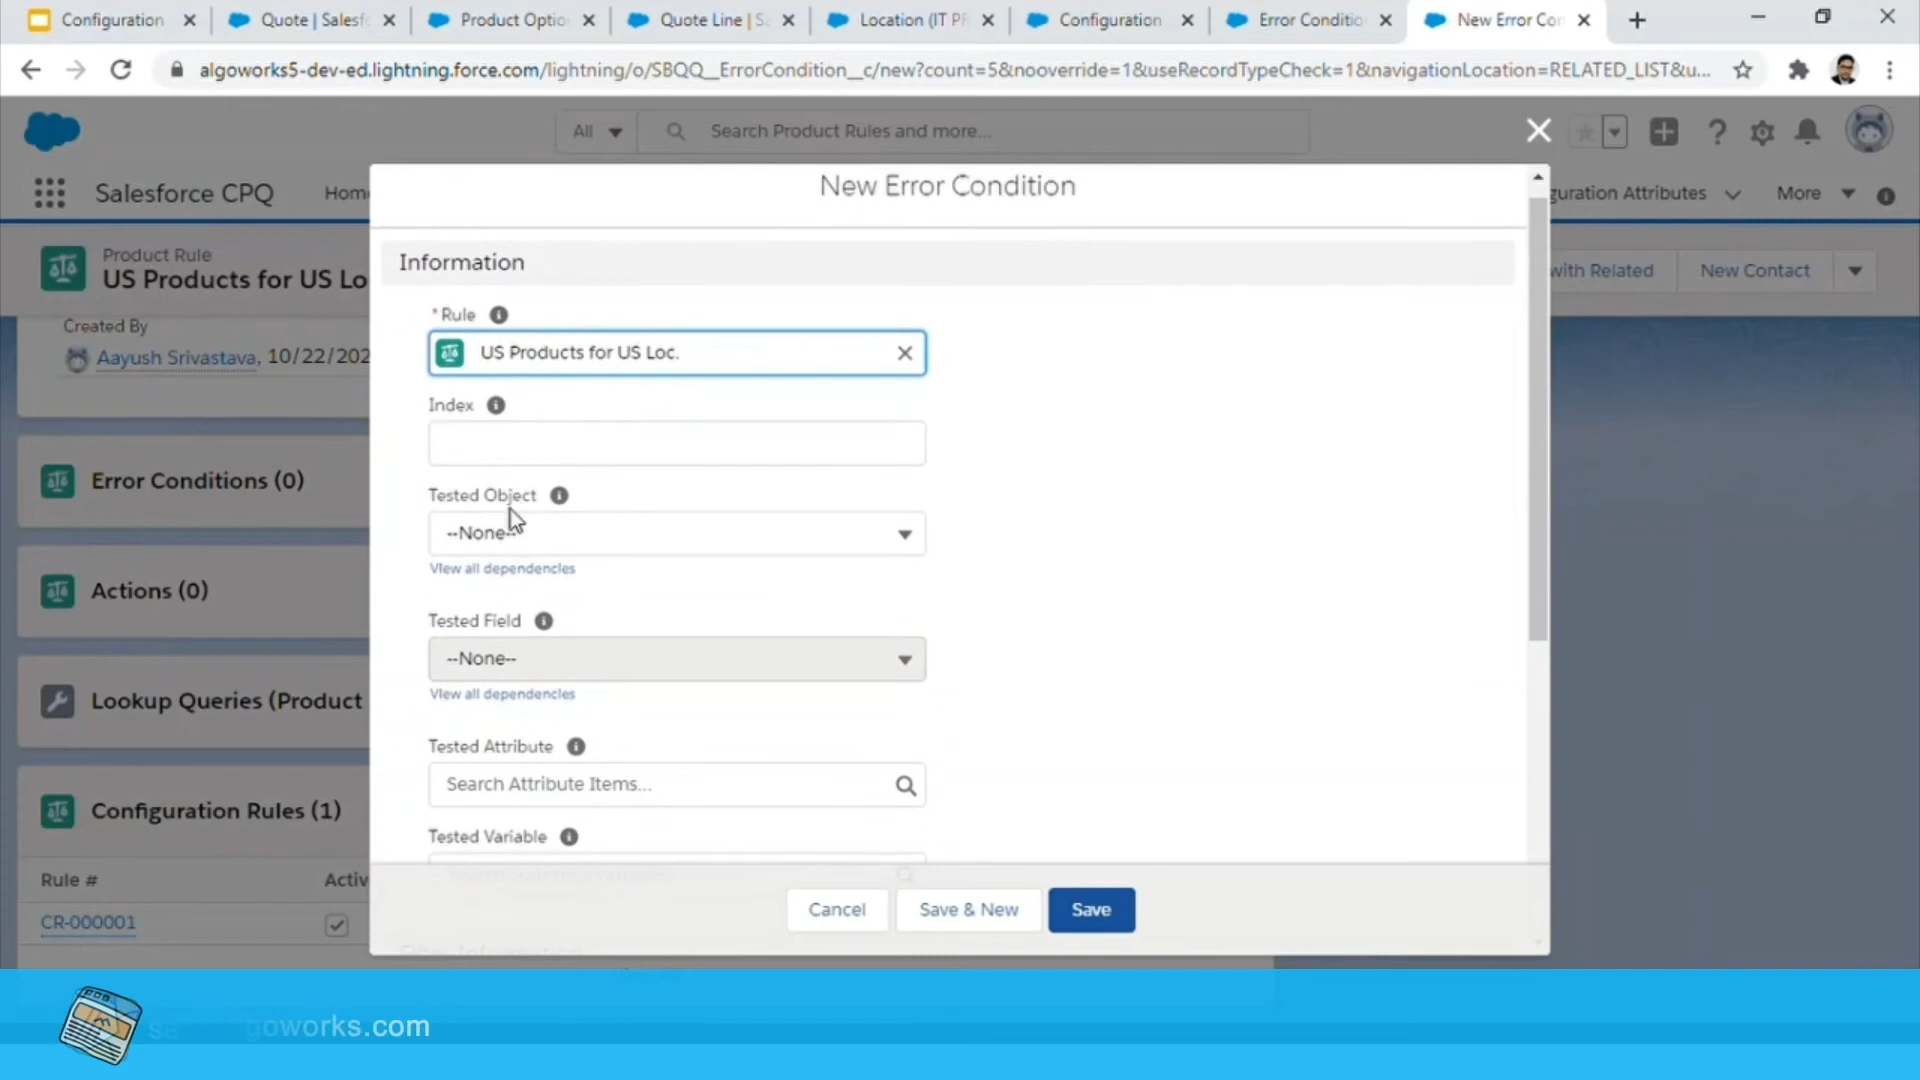 Configuration
Quote | Salesf
Product Optio
Quote Line | S
Location (IT P
Configuration
Error Conditio
New Error Con
algoworks5-dev-ed.lightning.force.com/lightning/o/SBQQ__ErrorCondition__c/new?count=5&nooverride=1&useRecordTypeCheck=1&navigationLocation=RELATED_LIST&u...
All
Search Product Rules and more...
Salesforce CPQ
Hom
guration Attributes
More
New Error Condition
Product Rule
US Products for US Lo
with Related
New Contact
Information
Created By
Aayush Srivastava, 10/22/202
*Rule
US Products for US Loc.
Index
Error Conditions (0)
Tested Object
--None--
View all dependencies
Actions (0)
Tested Field
--None--
View all dependencies
Lookup Queries (Product
Tested Attribute
Search Attribute Items...
Configuration Rules (1)
Tested Variable
Rule #
Activ
CR-000001
Cancel
Save & New
Save
goworks.com